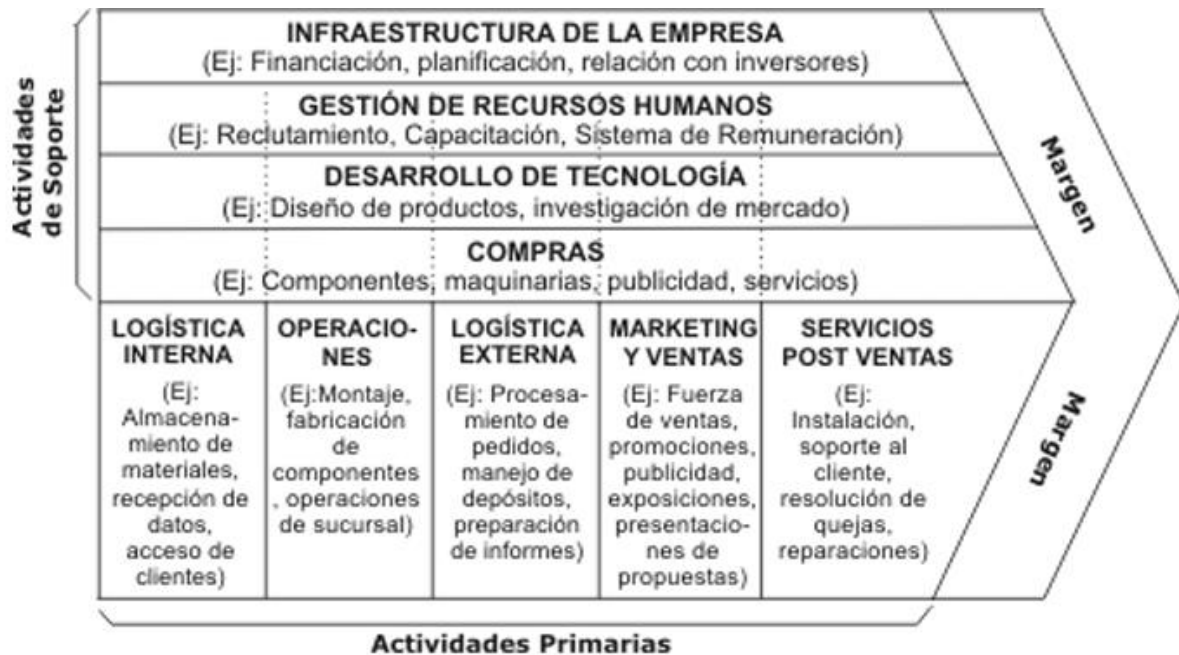 Actividades
de Soporte
INFRAESTRUCTURA DE LA EMPRESA
(Ej: Financiación, planificación, relación con inversores)
GESTIÓN DE RECURSOS HUMANOS
(Ej: Reclutamiento, Capacitación, Sistema de Remuneración)
DESARROLLO DE TECNOLOGÍA
(Ej: Diseño de productos, investigación de mercado)
COMPRAS
(Ej: Componentes, maquinarias, publicidad, servicios)
LOGÍSTICA
INTERNA
(Ej:
Almacena-
miento de
materiales,
recepción de
datos,
acceso de
clientes)
OPERACIO-
NES
(Ej:Montaje,
fabricación
de
componentes
, operaciones
de sucursal)
LOGÍSTICA
EXTERNA
(Ej: Procesa-
miento de
pedidos,
manejo de
depósitos,
preparación
de informes)
MARKETING
Y VENTAS
(Ej: Fuerza
de ventas,
promociones,
publicidad,
exposiciones,
presentacio-
nes de
propuestas)
SERVICIOS
POST VENTAS
(Ej:
Instalación,
soporte al
cliente,
resolución de
quejas,
reparaciones)
Margen
Margen
Actividades Primarias